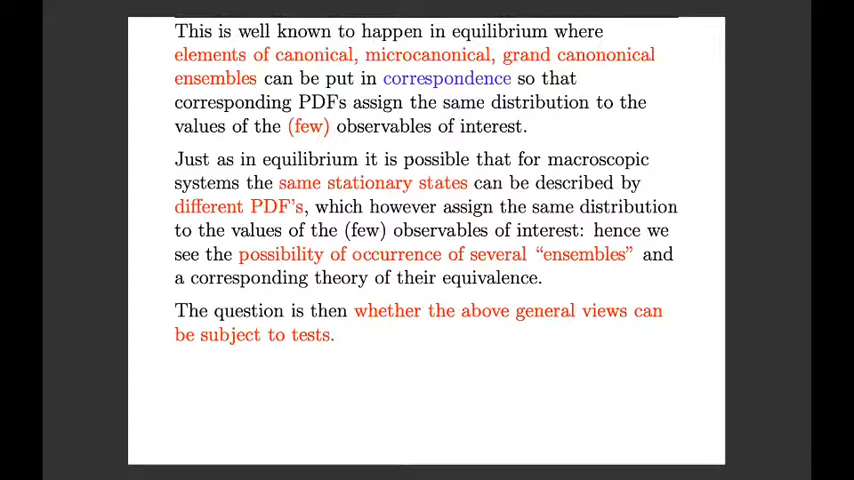 This is well known to happen in equilibrium where
elements of canonical, microcanonical, grand canononical
ensembles can be put in correspondence so that
corresponding PDFs assign the same distribution to the
values of the (few) observables of interest.
Just as in equilibrium it is possible that for macroscopic
systems the same stationary states can be described by
different PDF's, which however assign the same distribution
to the values of the (few) observables of interest: hence we
see the possibility of occurrence of several “ensembles” and
a corresponding theory of their equivalence.
The question is then whether the above general views can
be subject to tests.